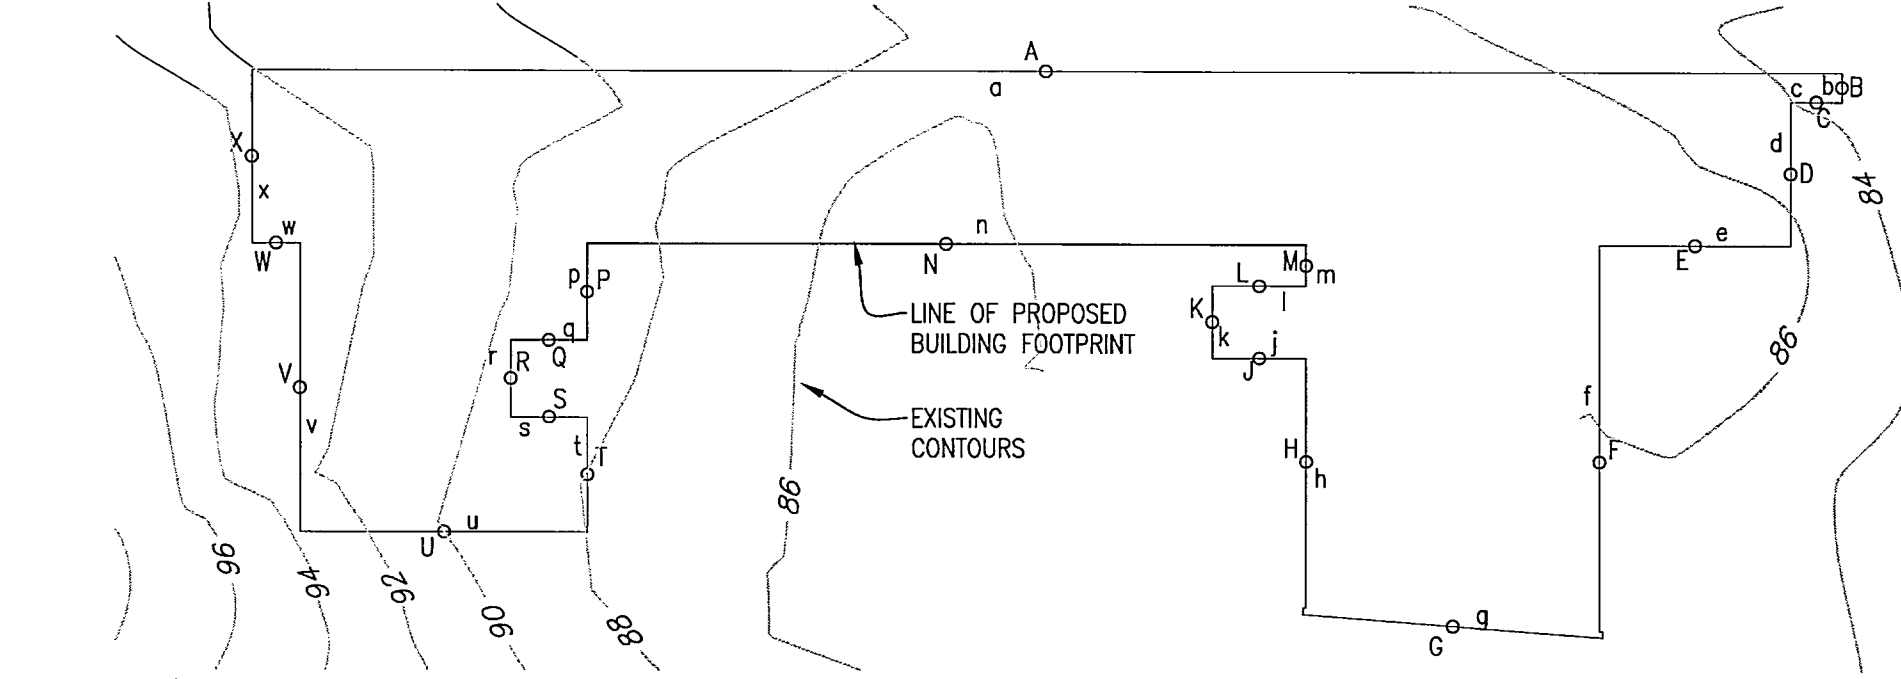 A
a
b B
c
C
d
D
X
x
w
W
n
N
e
E
M
m
L
l
K
k
j
J
p P
q
Q
r R
S
s
t T
V
v
u
U
f
F
H
h
g
G
LINE OF PROPOSED
BUILDING FOOTPRINT
EXISTING
CONTOURS
84
86
86
96
94
92
90
88